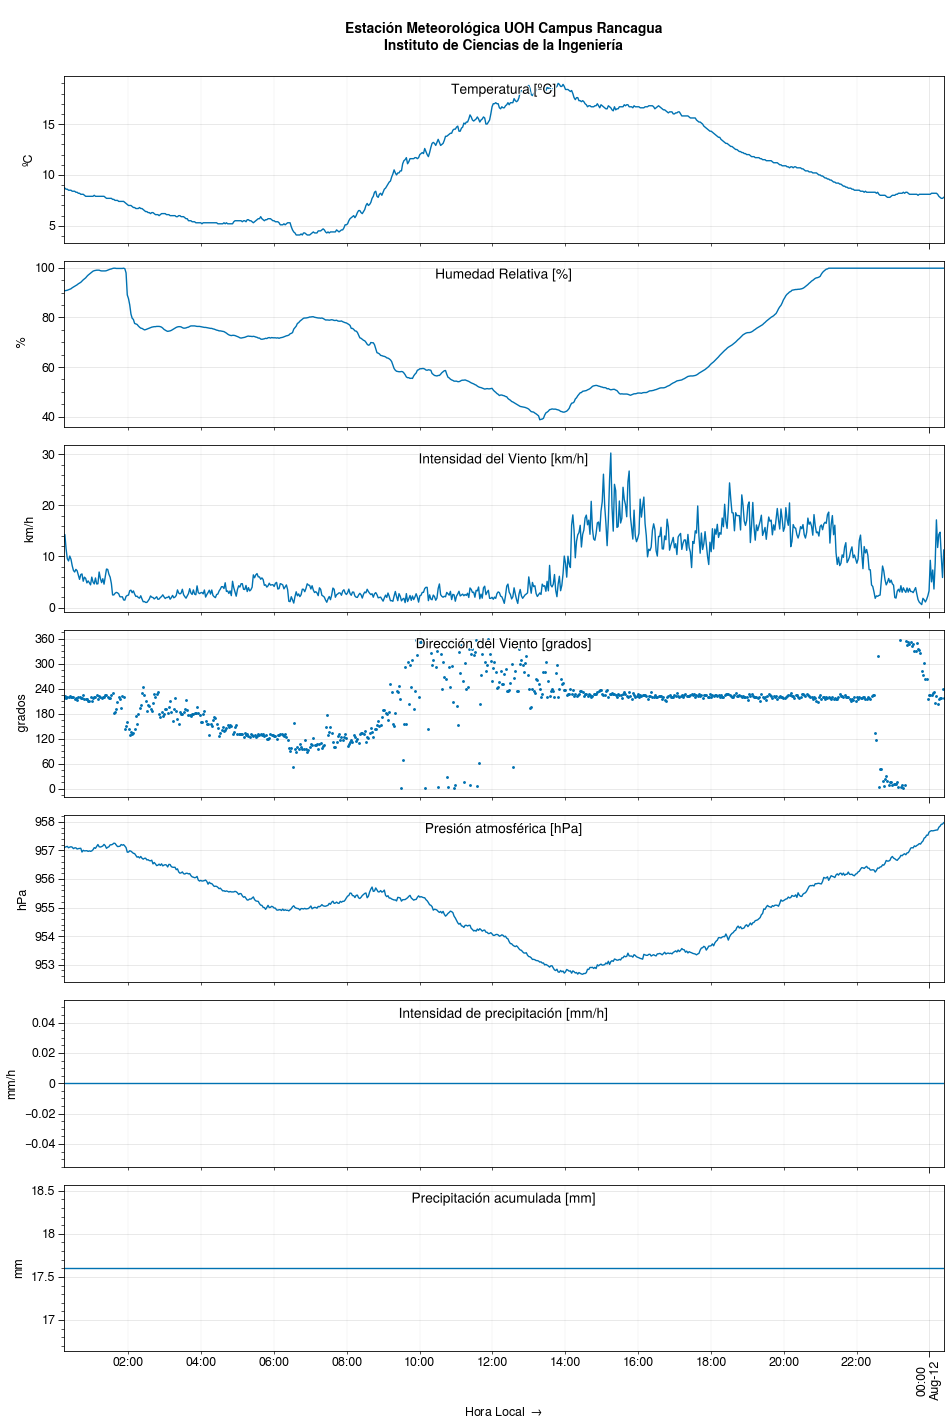 Estación Meteorológica UOH Campus Rancagua
Instituto de Ciencias de la Ingeniería
Temperatura [ºC]
ºC
15
10
5
Humedad Relativa [%]
%
100
80
60
40
Intensidad del Viento [km/h]
km/h
30
20
10
0
Dirección del Viento [grados]
grados
360
300
240
180
120
60
0
Presión atmosférica [hPa]
hPa
958
957
956
955
954
953
Intensidad de precipitación [mm/h]
mm/h
0.04
0.02
0
−0.02
−0.04
Precipitación acumulada [mm]
mm
18.5
18
17.5
17
02:00 04:00 06:00 08:00 10:00 12:00 14:00 16:00 18:00 20:00 22:00 00:00
Aug-12
Hora Local →